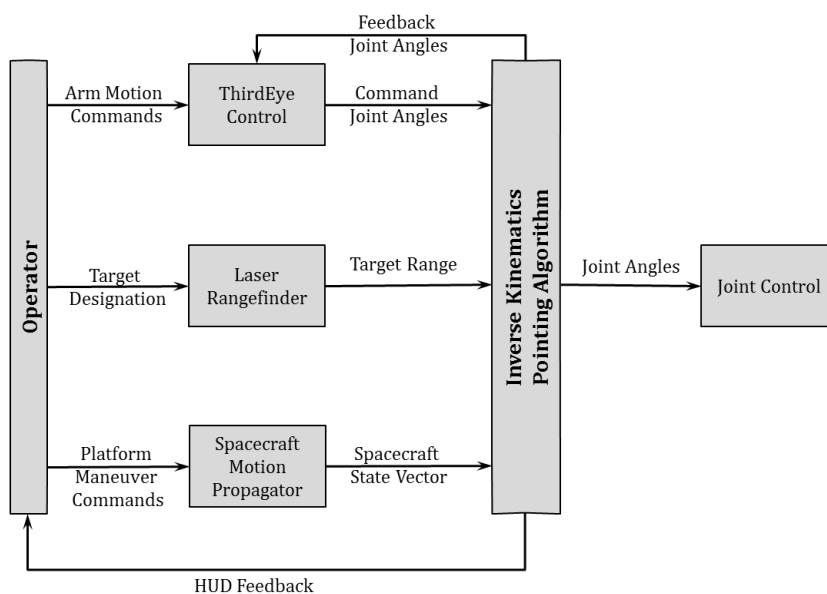 Feedback
Joint Angles
Operator
Arm Motion
Commands
ThirdEye
Control
Command
Joint Angles
Inverse Kinematics
Pointing Algorithm
Target
Designation
Laser
Rangefinder
Target Range
Joint Angles
Joint Control
Platform
Maneuver
Commands
Spacecraft
Motion
Propagator
Spacecraft
State Vector
HUD Feedback